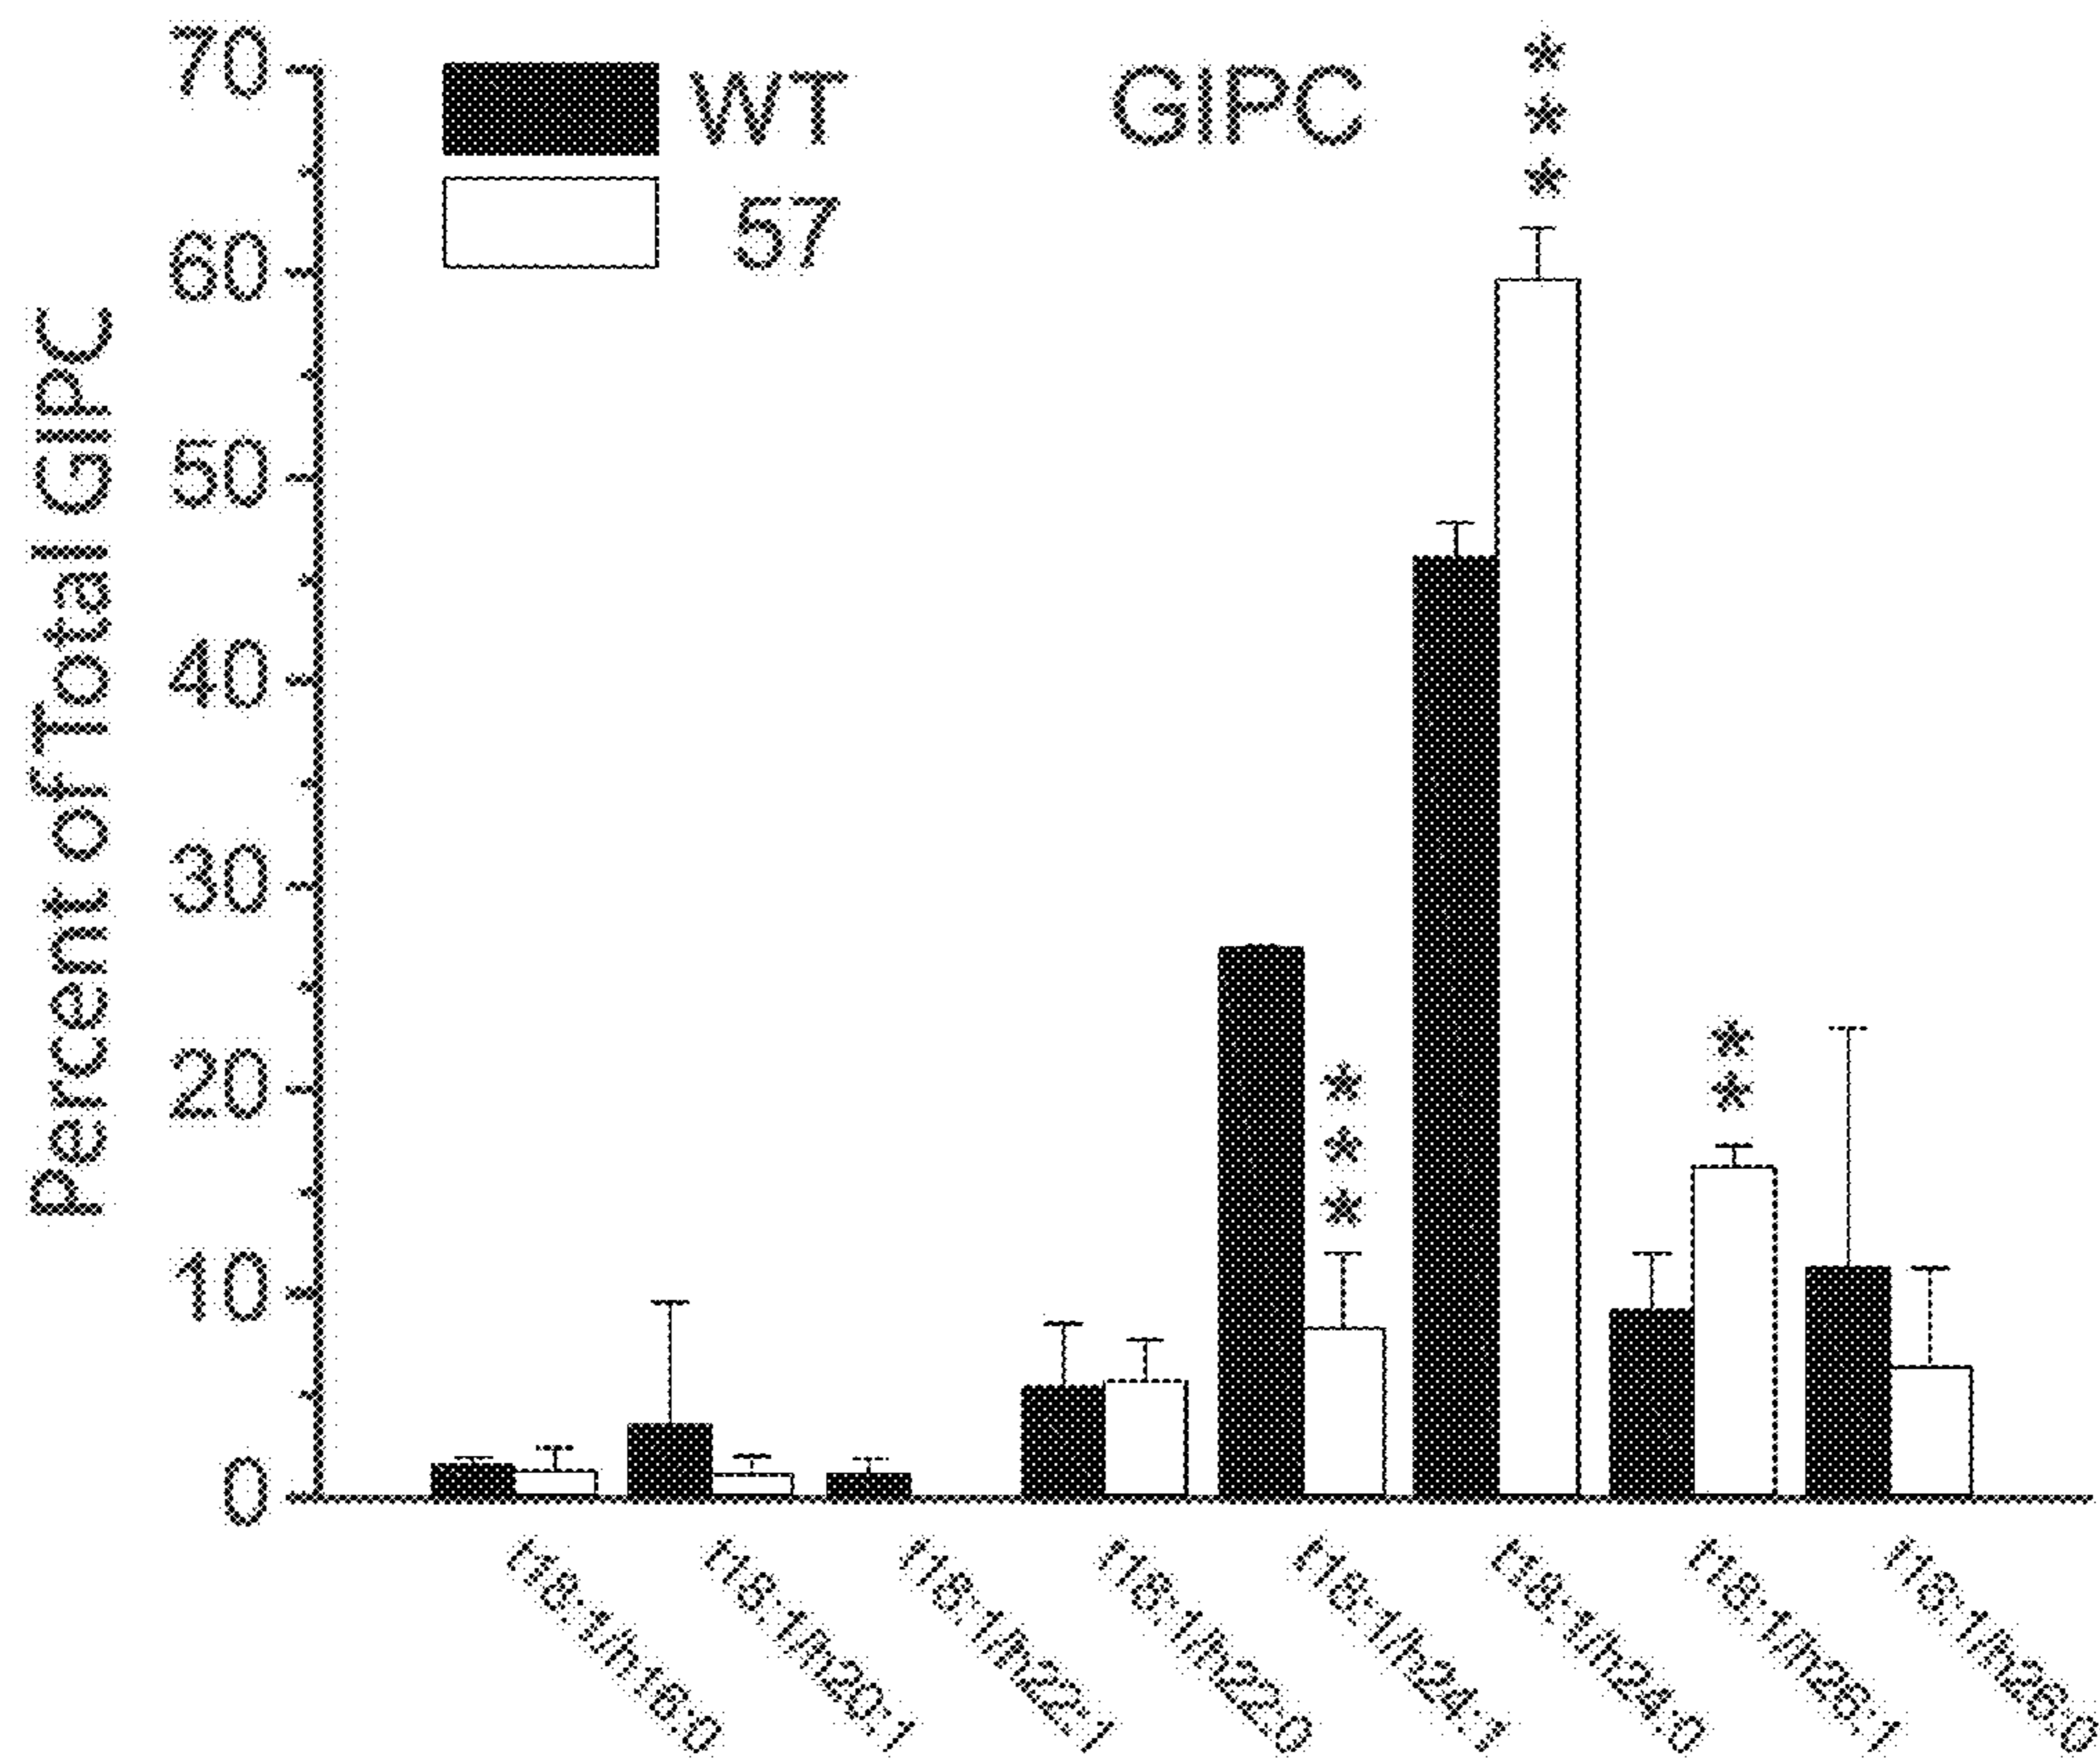 Percent of Total GIPC
70
60
50
40
30
20
10
0
WT
57
GIPC
***
***
**
t18:1/h16:0
t18:1/h20:1
t18:1/h22:1
t18:1/h22:0
t18:1/h24:1
t18:1/h24:0
t18:1/h26:1
t18:1/h26:0